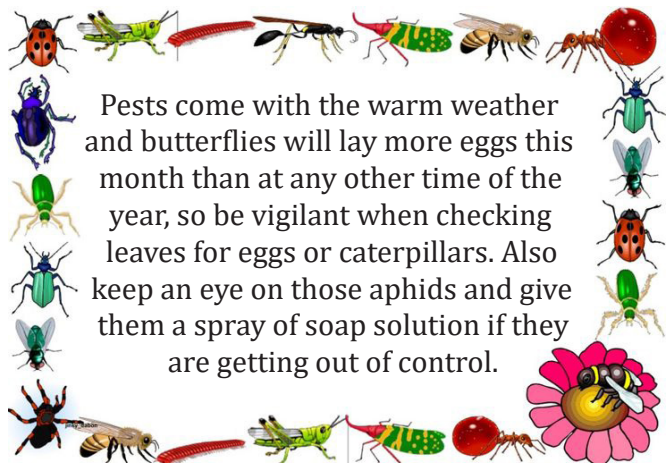 Pests come with the warm weather
and butterflies will lay more eggs this
month than at any other time of the
year, so be vigilant when checking
leaves for eggs or caterpillars. Also
keep an eye on those aphids and give
them a spray of soap solution if they
are getting out of control.